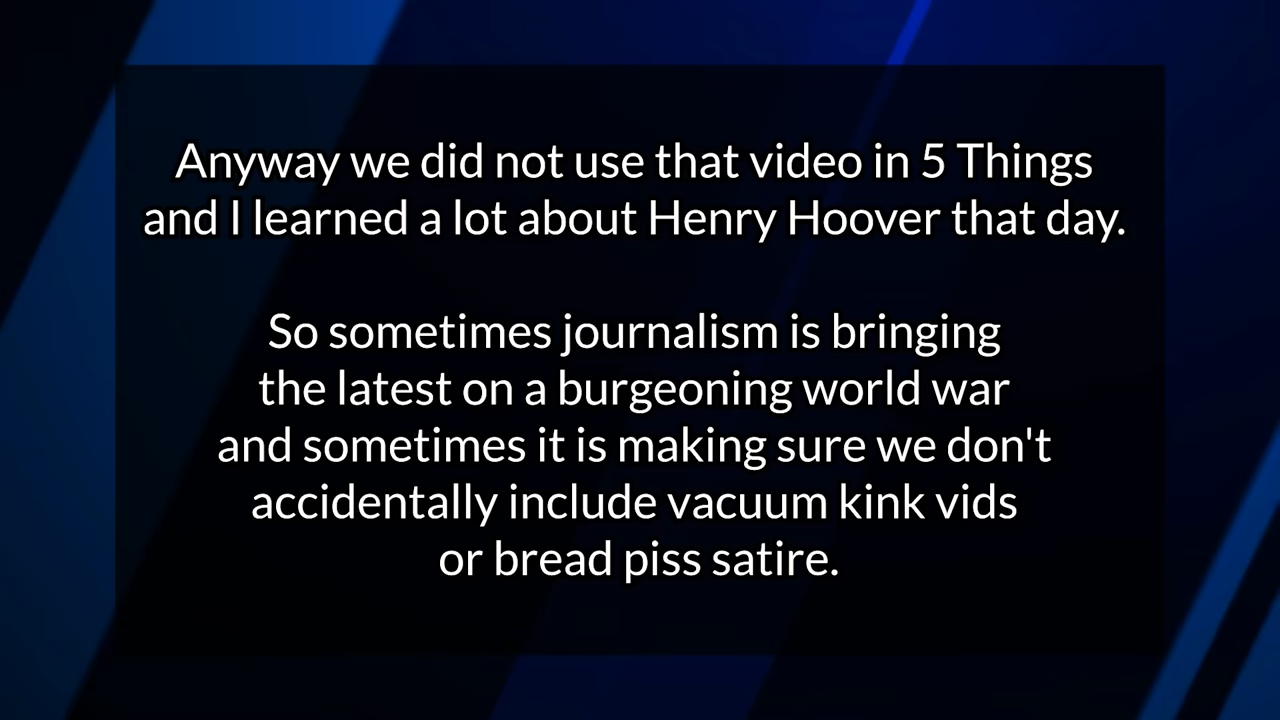 Anyway we did not use that video in 5 Things
and I learned a lot about Henry Hoover that day.
So sometimes journalism is bringing
the latest on a burgeoning world war
and sometimes it is making sure we don't
accidentally include vacuum kink vids
or bread piss satire.